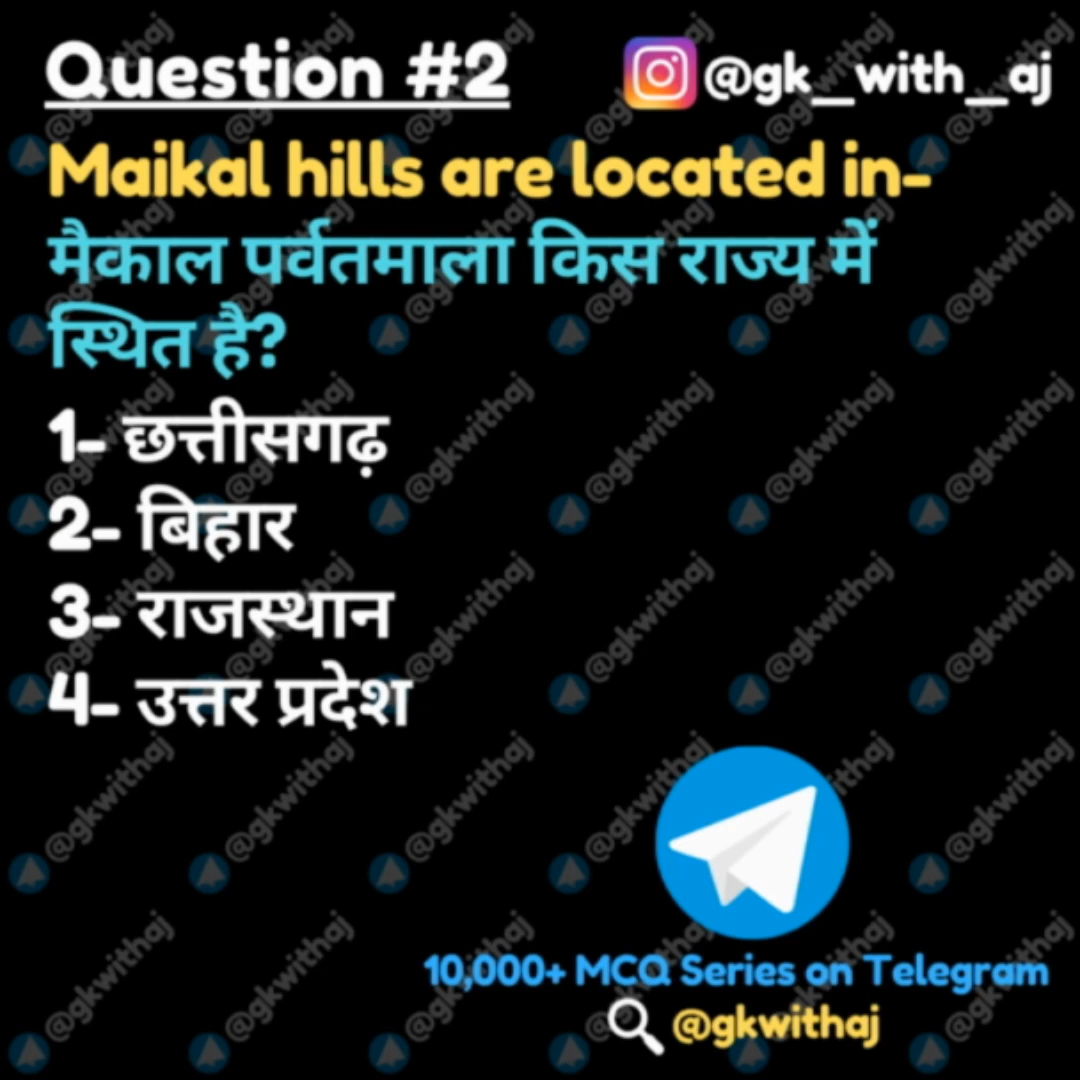 Question #2
@gk_with_aj
Maikal hills are located in-
मैकाल पर्वतमाला किस राज्य में
स्थित है?
1- छत्तीसगढ़
2- बिहार
3- राजस्थान
4- उत्तर प्रदेश
10,000+ MCQ Series on Telegram
@gkwithaj